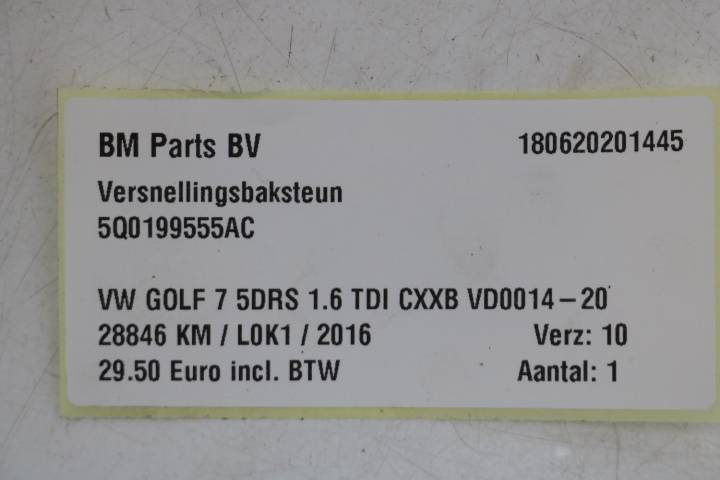 BM Parts BV 180620201445
Versnellingsbaksteun
5Q0199555AC
VW GOLF 7 5DRS 1.6 TDI CXXB VD0014-20
28846 KM / L0K1 / 2016 Verz: 10
29.50 Euro incl. BTW Aantal: 1